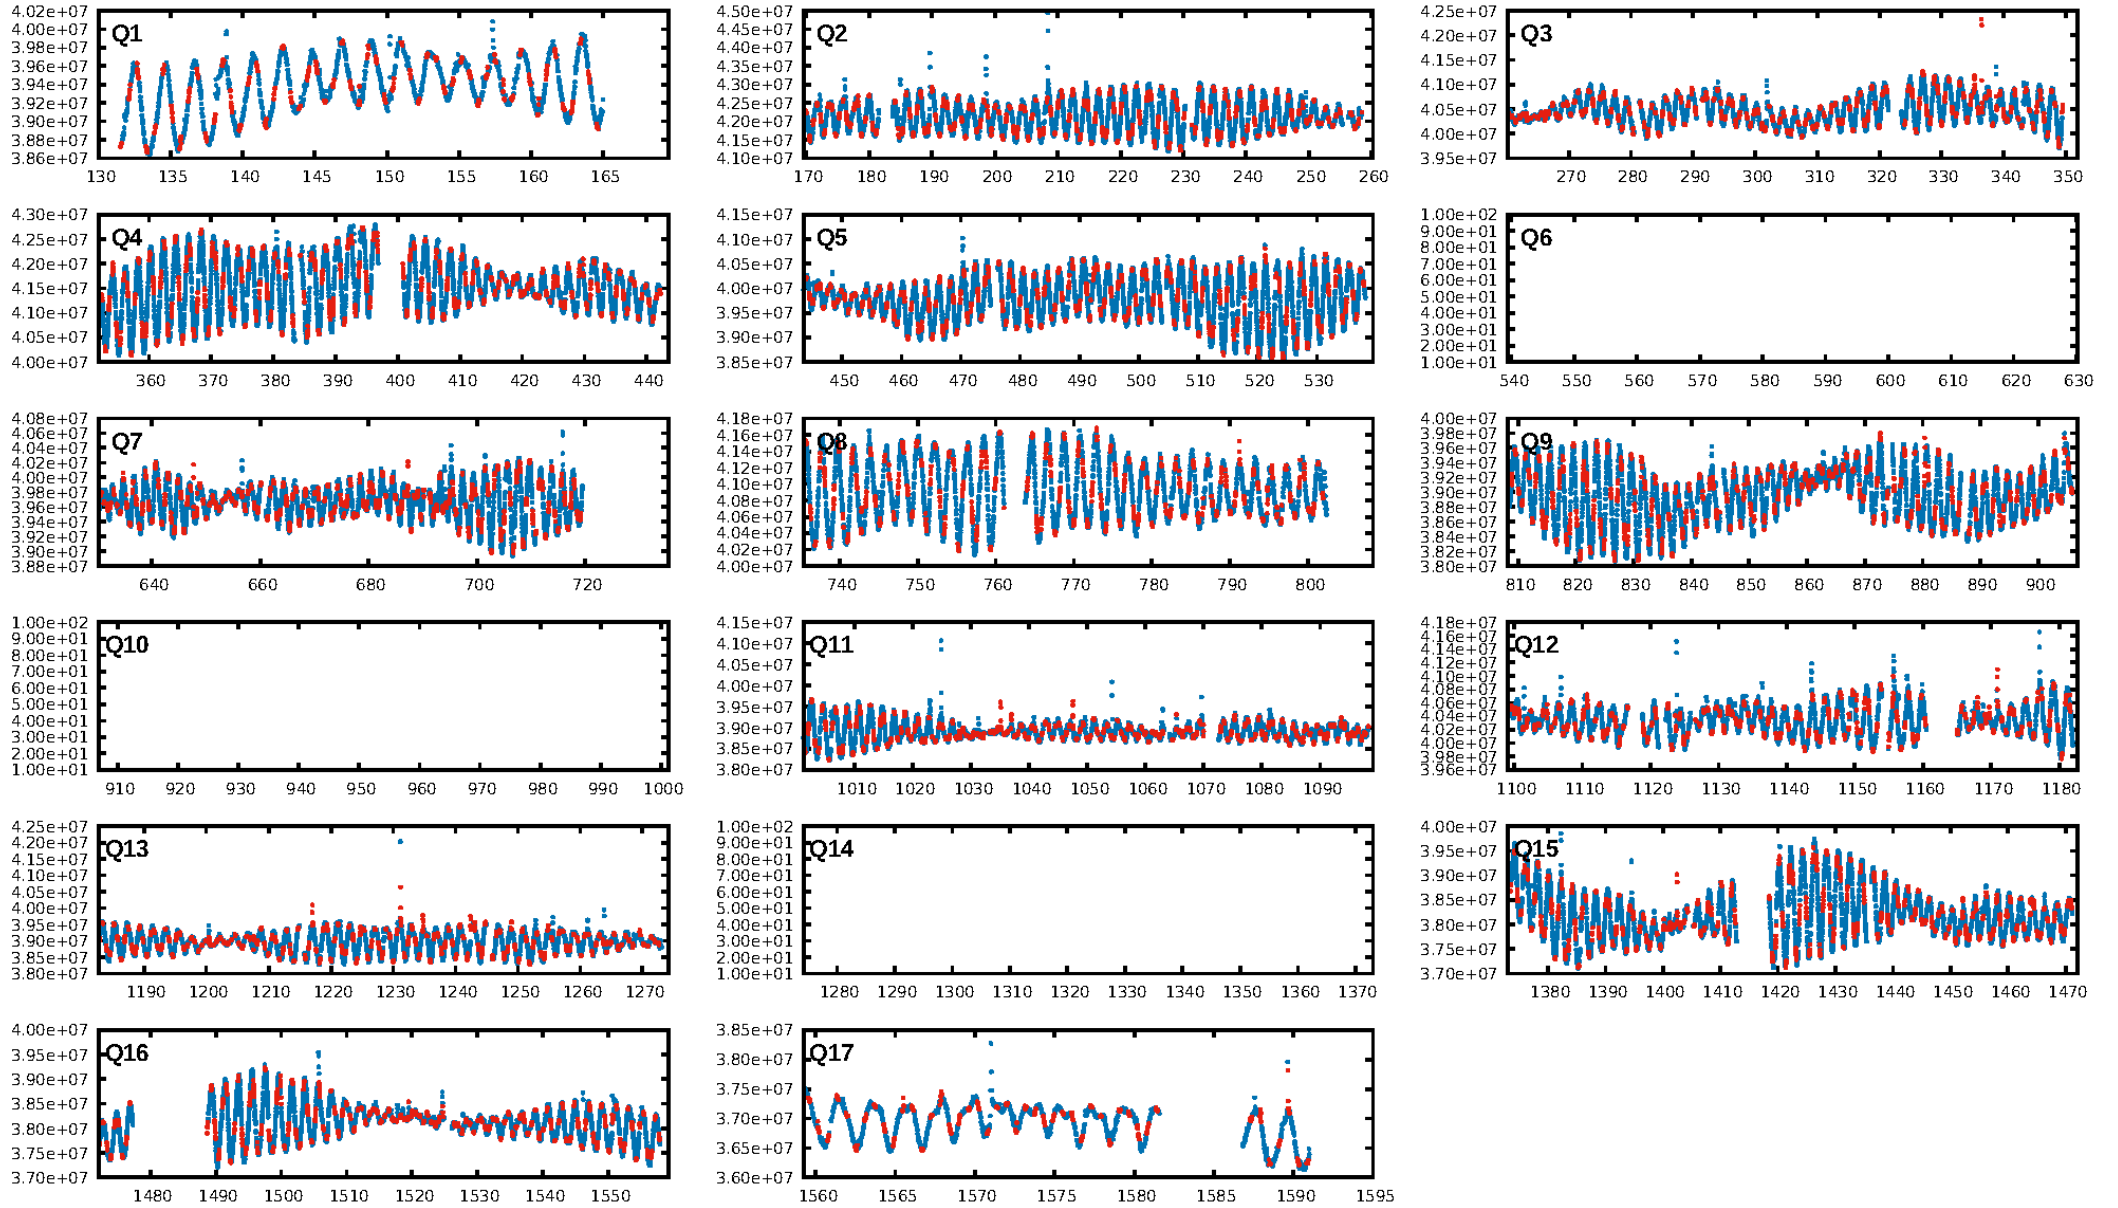 Q1
4.02e+07
4.00e+07
3.98e+07
3.96e+07
3.94e+07
3.92e+07
3.90e+07
3.88e+07
3.86e+07
130 135 140 145 150 155 160 165
Q2
4.50e+07
4.45e+07
4.40e+07
4.35e+07
4.30e+07
4.25e+07
4.20e+07
4.15e+07
4.10e+07
170 180 190 200 210 220 230 240 250 260
Q3
4.25e+07
4.20e+07
4.15e+07
4.10e+07
4.05e+07
4.00e+07
3.95e+07
270 280 290 300 310 320 330 340 350
Q4
4.30e+07
4.25e+07
4.20e+07
4.15e+07
4.10e+07
4.05e+07
4.00e+07
360 370 380 390 400 410 420 430 440
Q5
4.15e+07
4.10e+07
4.05e+07
4.00e+07
3.95e+07
3.90e+07
3.85e+07
450 460 470 480 490 500 510 520 530
Q6
1.00e+02
9.00e+01
8.00e+01
7.00e+01
6.00e+01
5.00e+01
4.00e+01
3.00e+01
2.00e+01
1.00e+01
540 550 560 570 580 590 600 610 620 630
Q7
4.08e+07
4.06e+07
4.04e+07
4.02e+07
4.00e+07
3.98e+07
3.96e+07
3.94e+07
3.92e+07
3.90e+07
3.88e+07
640 660 680 700 720
Q8
4.18e+07
4.16e+07
4.14e+07
4.12e+07
4.10e+07
4.08e+07
4.06e+07
4.04e+07
4.02e+07
4.00e+07
740 750 760 770 780 790 800
Q9
4.00e+07
3.98e+07
3.96e+07
3.94e+07
3.92e+07
3.90e+07
3.88e+07
3.86e+07
3.84e+07
3.82e+07
3.80e+07
810 820 830 840 850 860 870 880 890 900
Q10
1.00e+02
9.00e+01
8.00e+01
7.00e+01
6.00e+01
5.00e+01
4.00e+01
3.00e+01
2.00e+01
1.00e+01
910 920 930 940 950 960 970 980 990 1000
Q11
4.15e+07
4.10e+07
4.05e+07
4.00e+07
3.95e+07
3.90e+07
3.85e+07
3.80e+07
1010 1020 1030 1040 1050 1060 1070 1080 1090
Q12
4.18e+07
4.16e+07
4.14e+07
4.12e+07
4.10e+07
4.08e+07
4.06e+07
4.04e+07
4.02e+07
4.00e+07
3.98e+07
3.96e+07
1100 1110 1120 1130 1140 1150 1160 1170 1180
Q13
4.25e+07
4.20e+07
4.15e+07
4.10e+07
4.05e+07
4.00e+07
3.95e+07
3.90e+07
3.85e+07
3.80e+07
1190 1200 1210 1220 1230 1240 1250 1260 1270
Q14
1.00e+02
9.00e+01
8.00e+01
7.00e+01
6.00e+01
5.00e+01
4.00e+01
3.00e+01
2.00e+01
1.00e+01
1280 1290 1300 1310 1320 1330 1340 1350 1360 1370
Q15
4.00e+07
3.95e+07
3.90e+07
3.85e+07
3.80e+07
3.75e+07
3.70e+07
1380 1390 1400 1410 1420 1430 1440 1450 1460 1470
Q16
4.00e+07
3.95e+07
3.90e+07
3.85e+07
3.80e+07
3.75e+07
3.70e+07
1480 1490 1500 1510 1520 1530 1540 1550
Q17
3.85e+07
3.80e+07
3.75e+07
3.70e+07
3.65e+07
3.60e+07
1560 1565 1570 1575 1580 1585 1590 1595